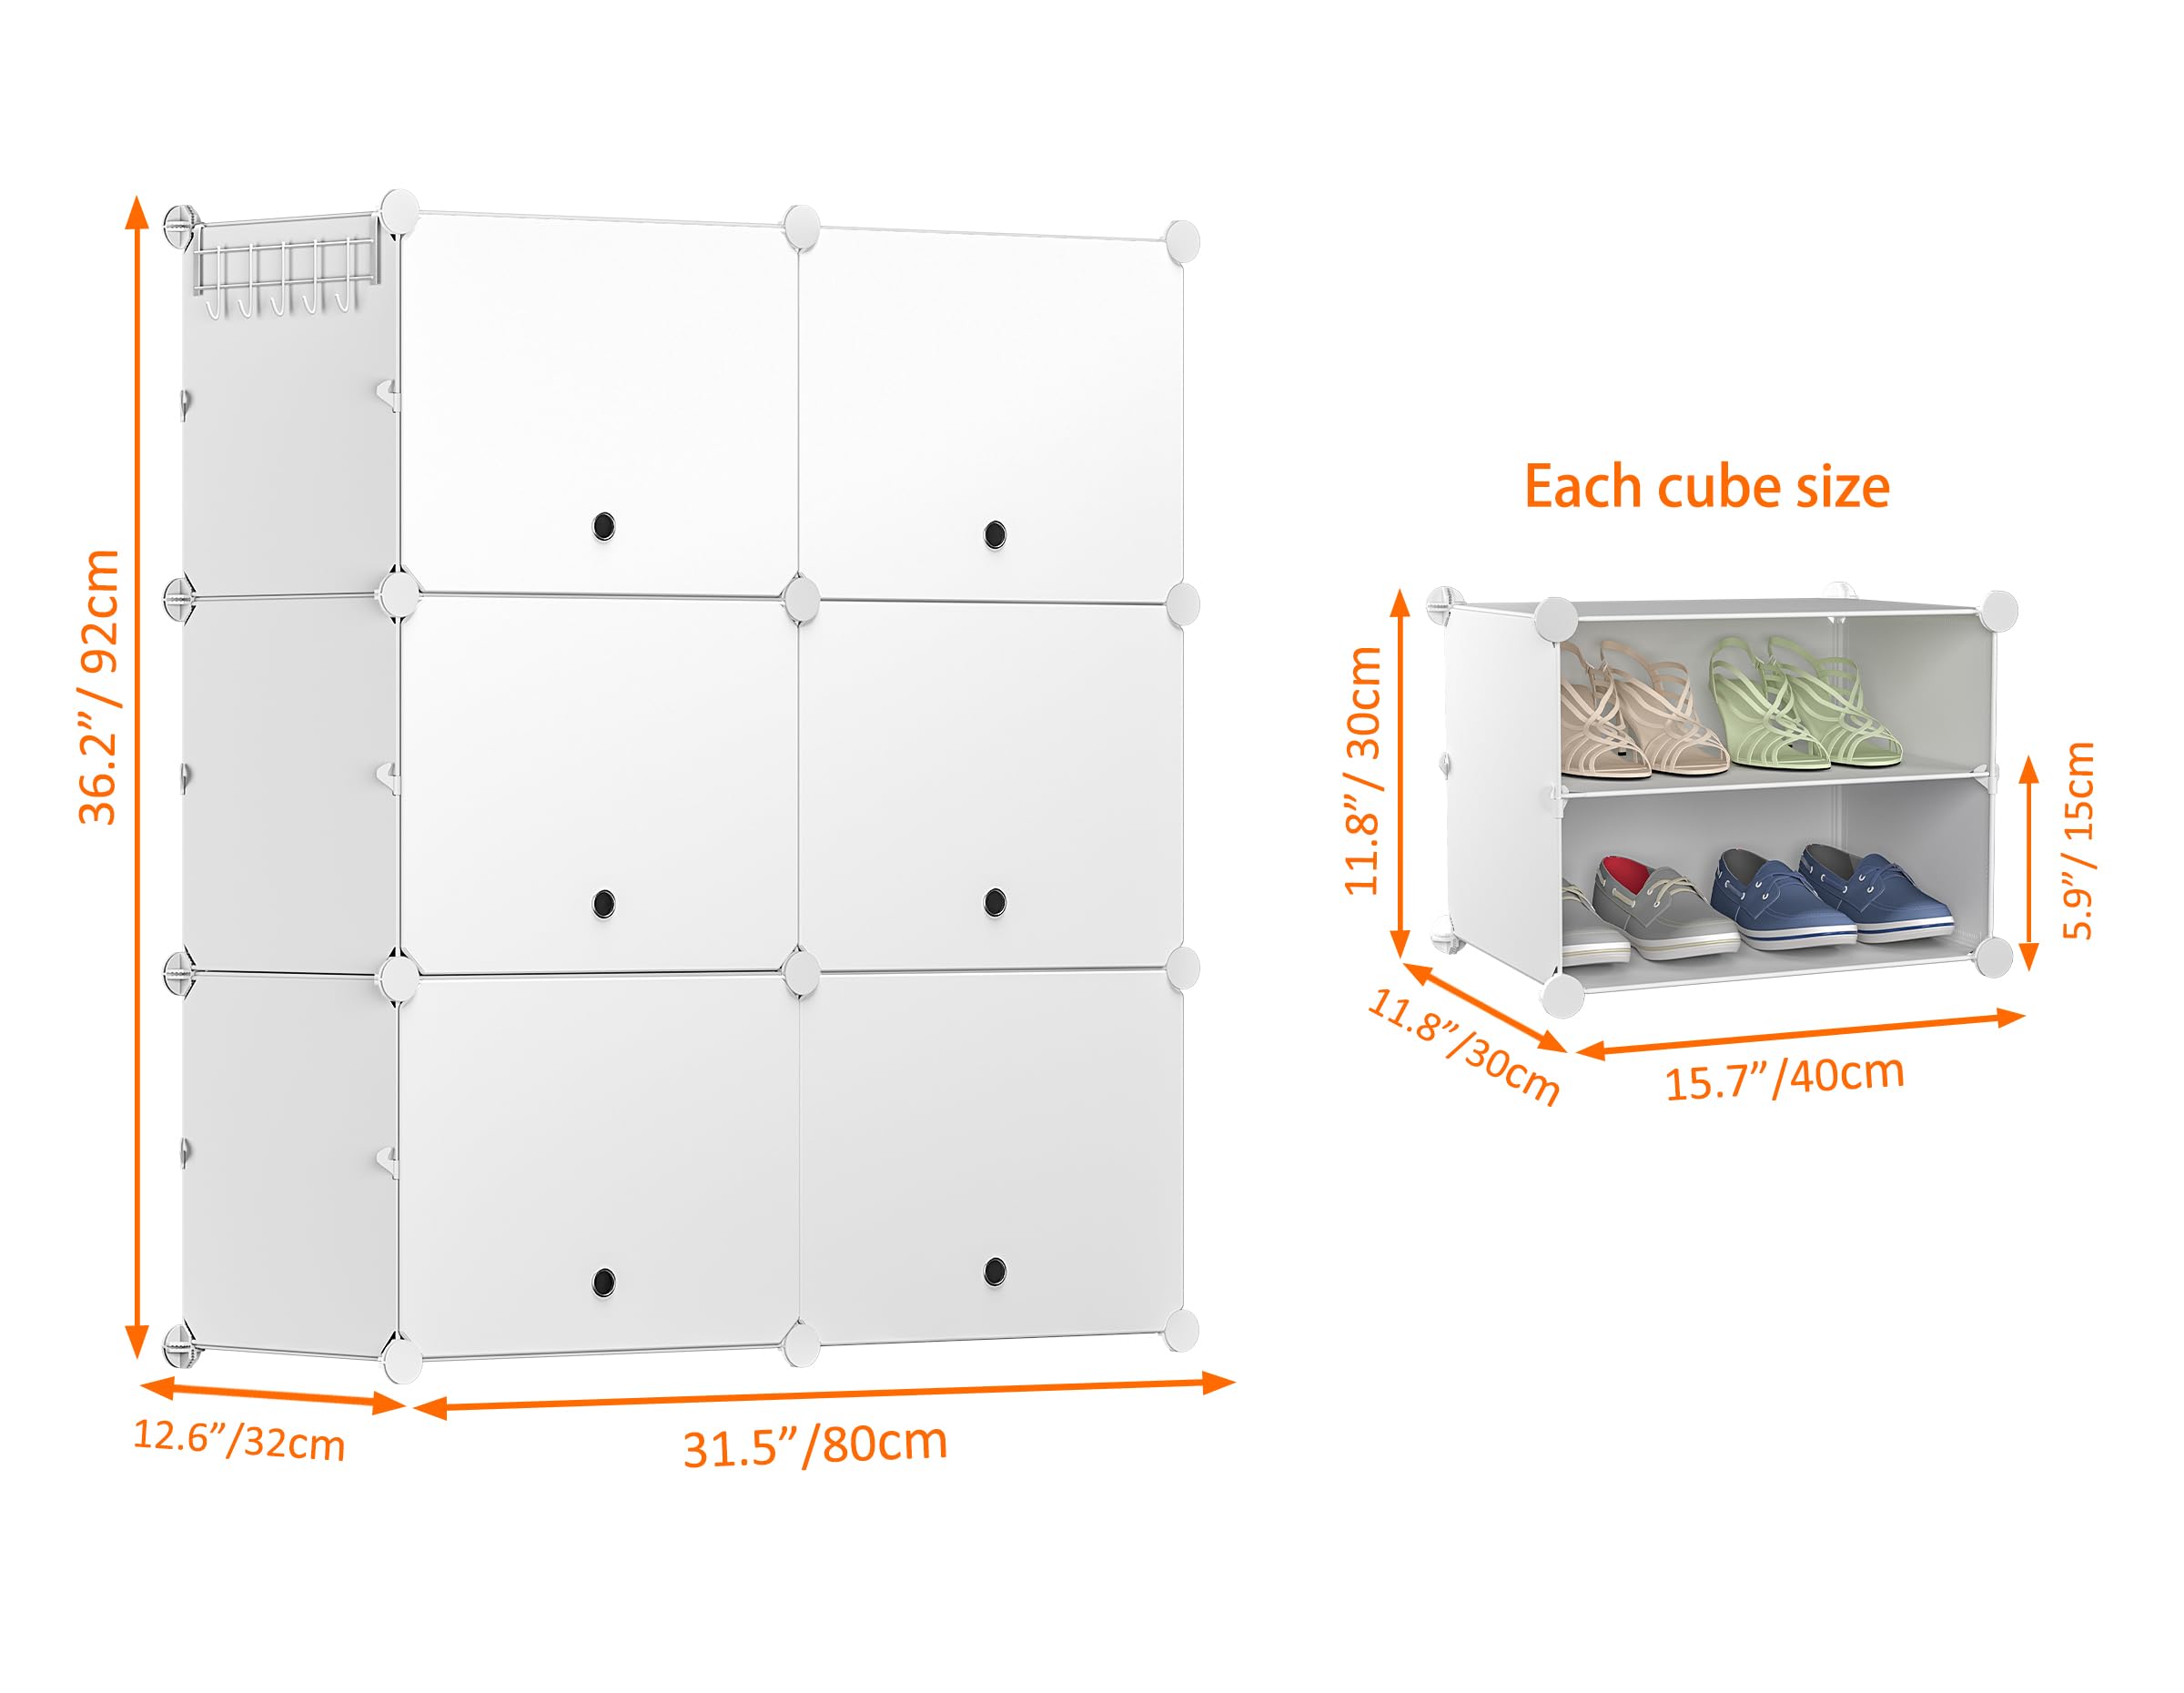 36.2”/ 92cm
12.6”/32cm
31.5”/80cm
Each cube size
11.8”/ 30cm
5.9”/ 15cm
11.8”/30cm
15.7”/40cm